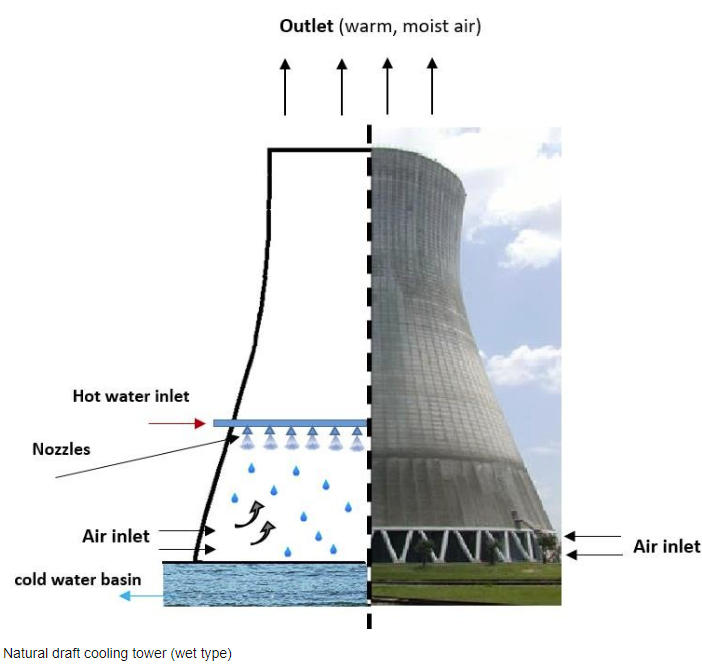 Outlet (warm, moist air)
Hot water inlet
Nozzles
Air inlet
Air inlet
cold water basin
Natural draft cooling tower (wet type)